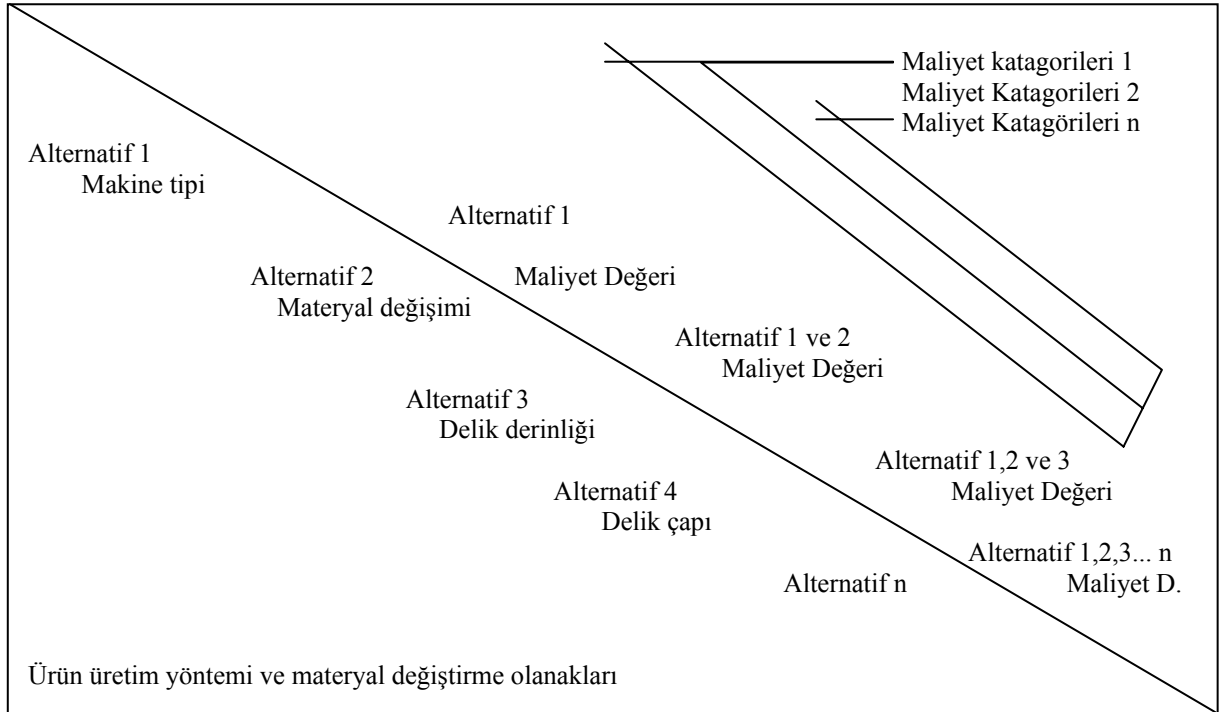 Maliyet katagorileri 1
Maliyet Katagorileri 2
Maliyet Katagörileri n
Alternatif 1
Makine tipi
Alternatif 1
Maliyet Değeri
Alternatif 2
Materyal değişimi
Alternatif 1 ve 2
Maliyet Değeri
Alternatif 3
Delik derinliği
Alternatif 1,2 ve 3
Maliyet Değeri
Alternatif 4
Delik çapı
Alternatif 1,2,3... n
Maliyet D.
Alternatif n
Ürün üretim yöntemi ve materyal değiştirme olanakları